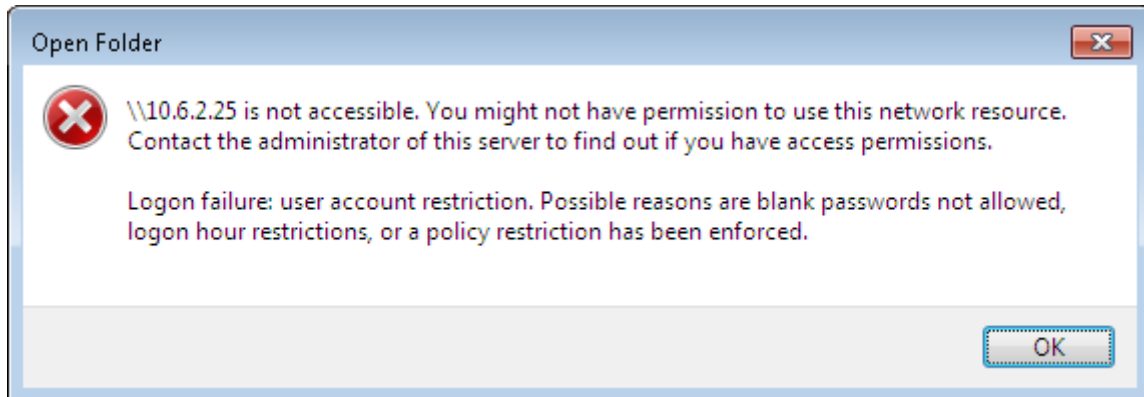 Open Folder
\\10.6.2.25 is not accessible. You might not have permission to use this network resource.
Contact the administrator of this server to find out if you have access permissions.
Logon failure: user account restriction. Possible reasons are blank passwords not allowed,
logon hour restrictions, or a policy restriction has been enforced.
OK